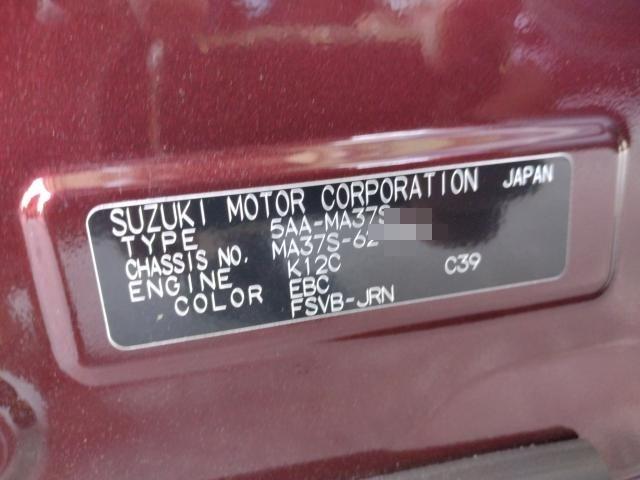 SUZUKI MOTOR CORPORATION JAPAN
TYPE 5AA-MA37S
CHASSIS NO. MA37S-62
ENGINE K12C C39
COLOR EBC
FSVB-JRN